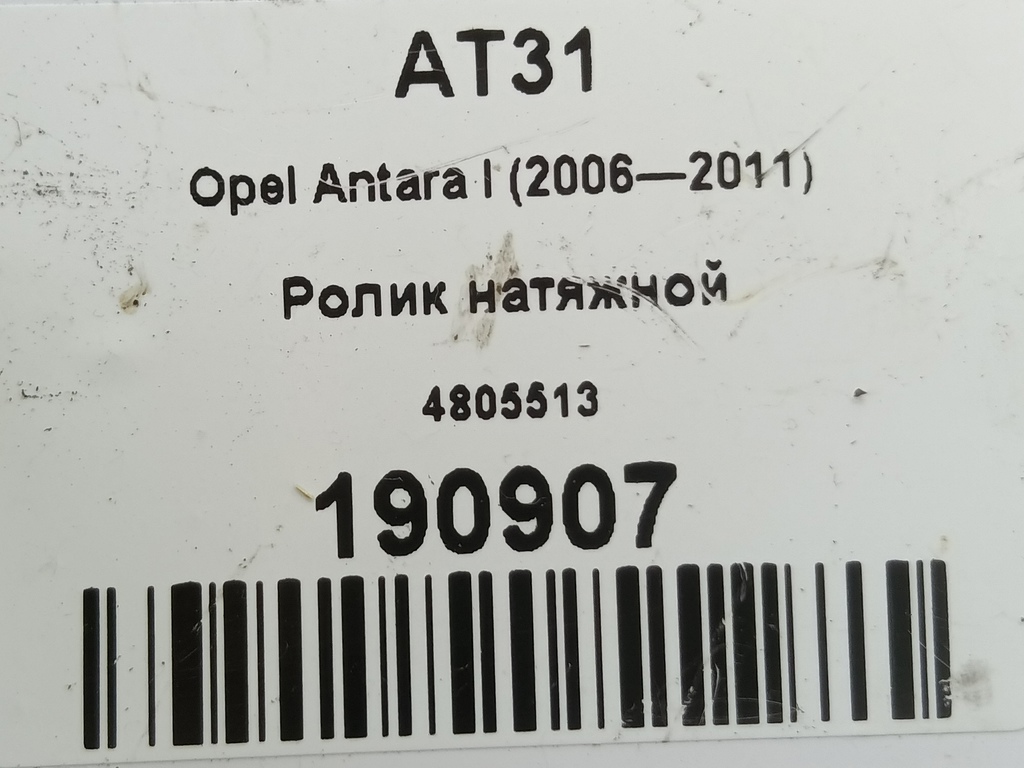 AT31
Opel Antara I (2006—2011)
Ролик натяжной
4805513
190907